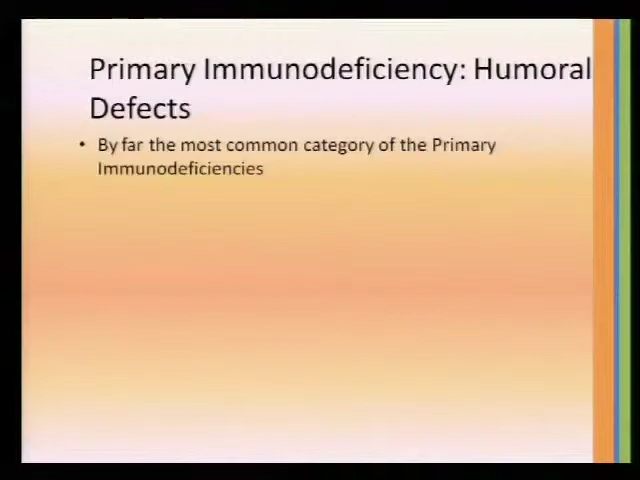 Primary Immunodeficiency: Humoral
Defects
• By far the most common category of the Primary
Immunodeficiencies